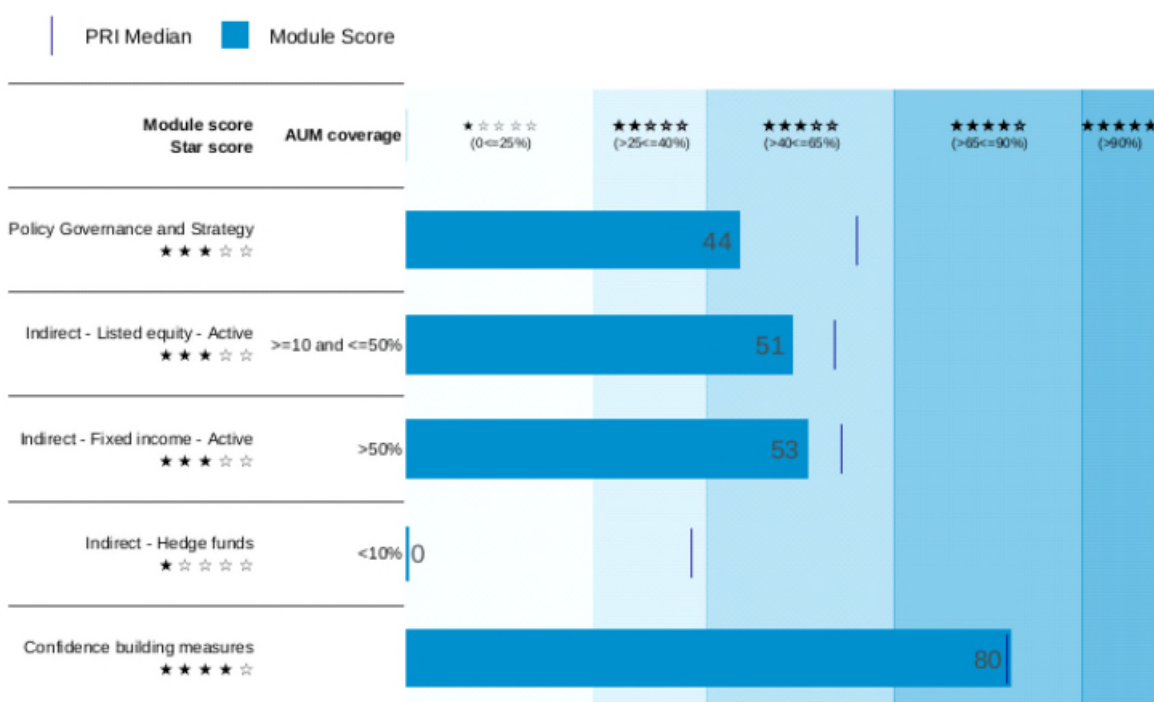 PRI Median Module Score
Module score
Star score
AUM coverage
★☆☆☆☆
(0<=25%)
★★☆☆☆
(>25<=40%)
★★★☆☆
(>40<=65%)
★★★★☆
(>65<=90%)
★★★★★
(>90%)
Policy Governance and Strategy
★★★☆☆
44
Indirect - Listed equity - Active
★★★☆☆
>=10 and <=50%
51
Indirect - Fixed income - Active
★★★☆☆
>50%
53
Indirect - Hedge funds
★☆☆☆☆
<10%
0
Confidence building measures
★★★★☆
80